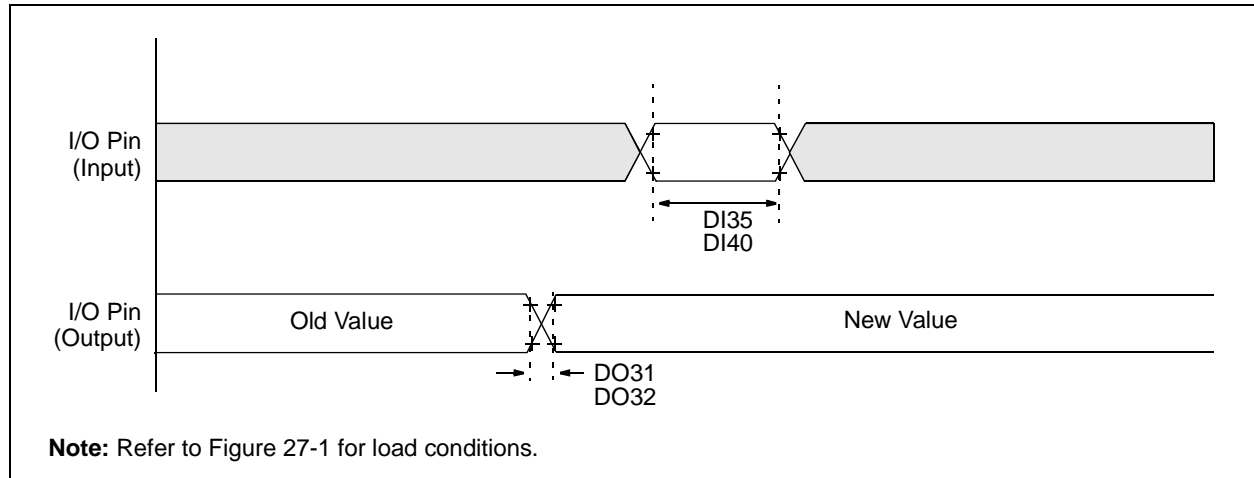 I/O Pin
(Input)
DI35
DI40
I/O Pin
(Output)
Old Value
New Value
DO31
DO32
Note: Refer to Figure 27-1 for load conditions.